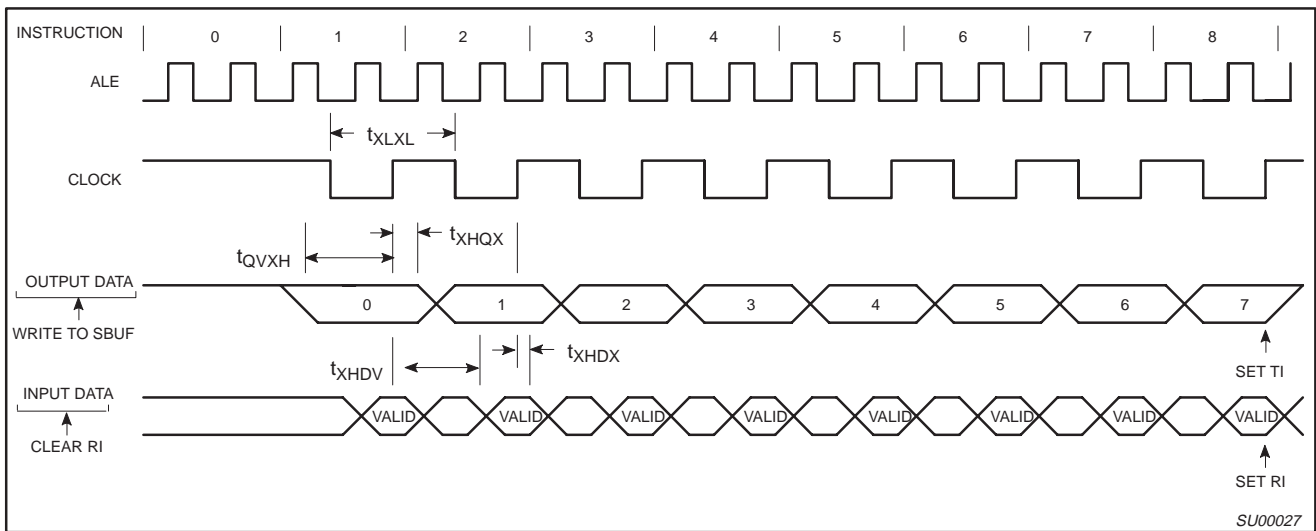 INSTRUCTION 0 1 2 3 4 5 6 7 8
ALE
tXLXL
CLOCK
tXHQX
tQVXH
OUTPUT DATA
0 1 2 3 4 5 6 7
WRITE TO SBUF
tXHDX
tXHDV
SET TI
INPUT DATA
VALID VALID VALID VALID VALID VALID VALID VALID
CLEAR RI
SET RI
SU00027